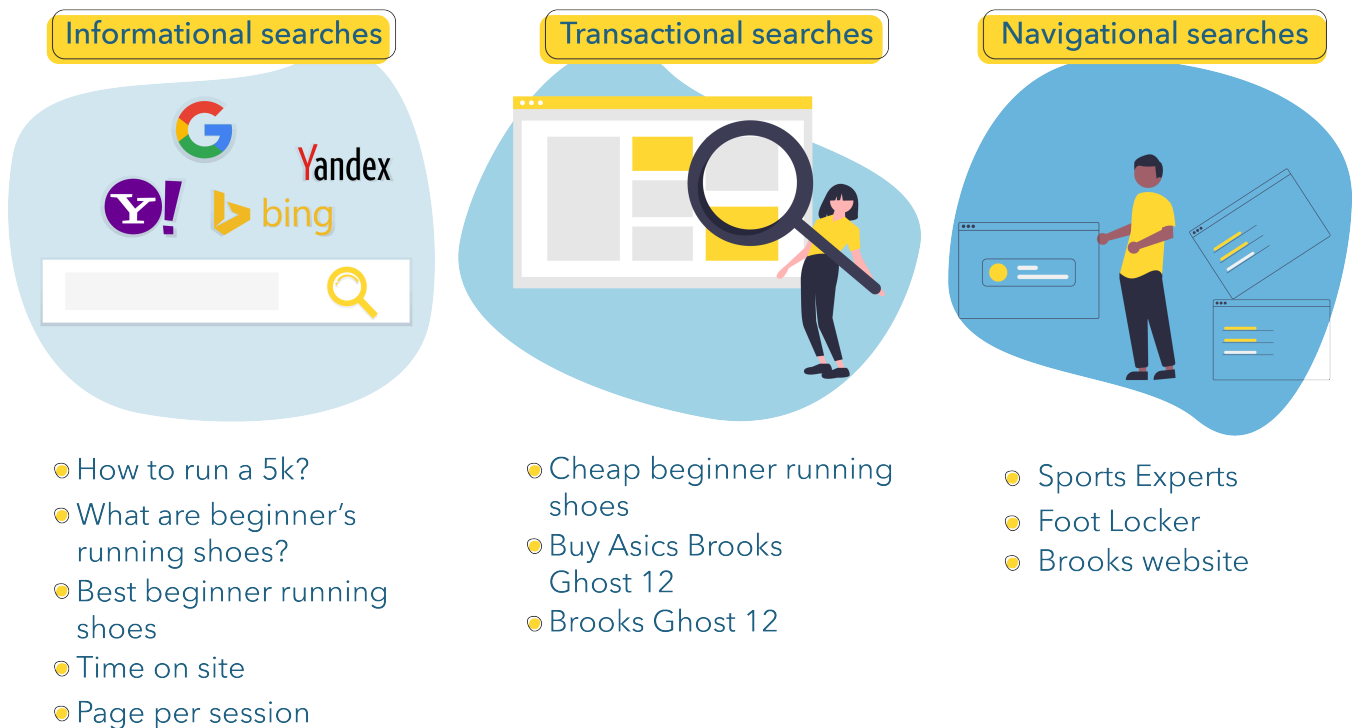 Informational searches
Transactional searches
Navigational searches
Yandex
Y!
bing
How to run a 5k?
What are beginner’s
running shoes?
Best beginner running
shoes
Time on site
Page per session
Cheap beginner running
shoes
Buy Asics Brooks
Ghost 12
Brooks Ghost 12
Sports Experts
Foot Locker
Brooks website